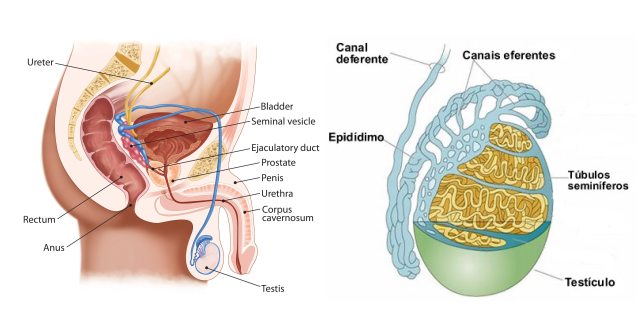 Ureter
Bladder
Seminal vesicle
Ejaculatory duct
Prostate
Penis
Urethra
Corpus
cavernosum
Rectum
Anus
Testis
Canal
deferente
Canais eferentes
Epidídimo
Túbulos
seminíferos
Testículo